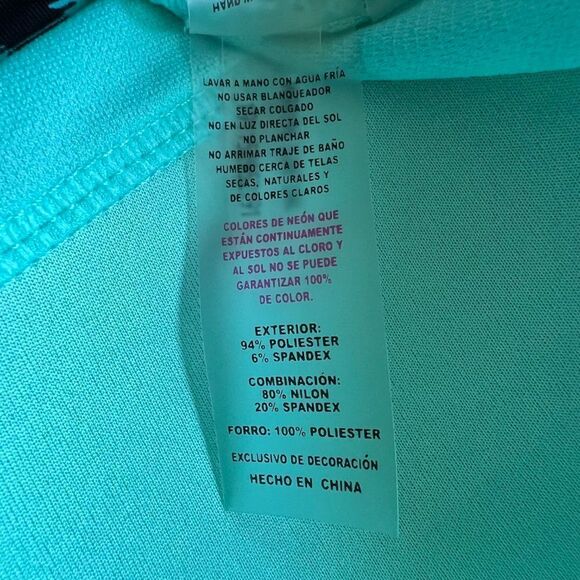 LAVAR A MANO CON AGUA FRÍA
NO USAR BLANQUEADOR
SECAR COLGADO
NO EN LUZ DIRECTA DEL SOL
NO PLANCHAR
NO ARRIMAR TRAJE DE BAÑO
HUMEDO CERCA DE TELAS
SECAS, NATURALES Y
DE COLORES CLAROS
COLORES DE NEÓN QUE
ESTÁN CONTINUAMENTE
EXPUESTOS AL CLORO Y
AL SOL NO SE PUEDE
GARANTIZAR 100%
DE COLOR.
EXTERIOR:
94% POLIESTER
6% SPANDEX
COMBINACIÓN:
80% NILON
20% SPANDEX
FORRO: 100% POLIESTER
EXCLUSIVO DE DECORACIÓN
HECHO EN CHINA